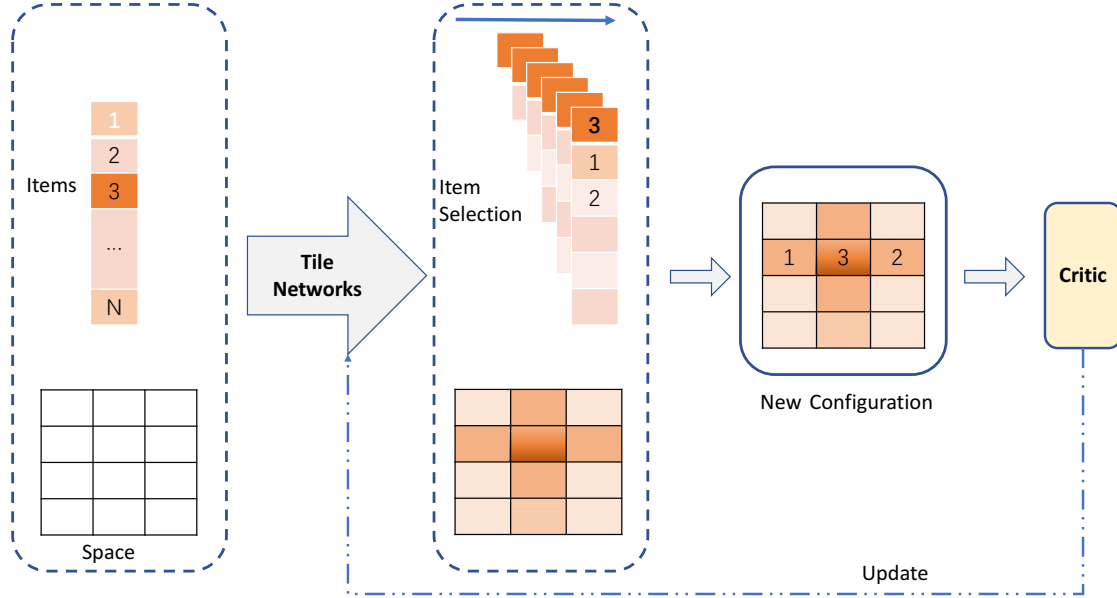 1
2
Items
3
...
N
Space
Tile
Networks
3
1
2
Item
Selection
1 3 2
New Configuration
Critic
Update